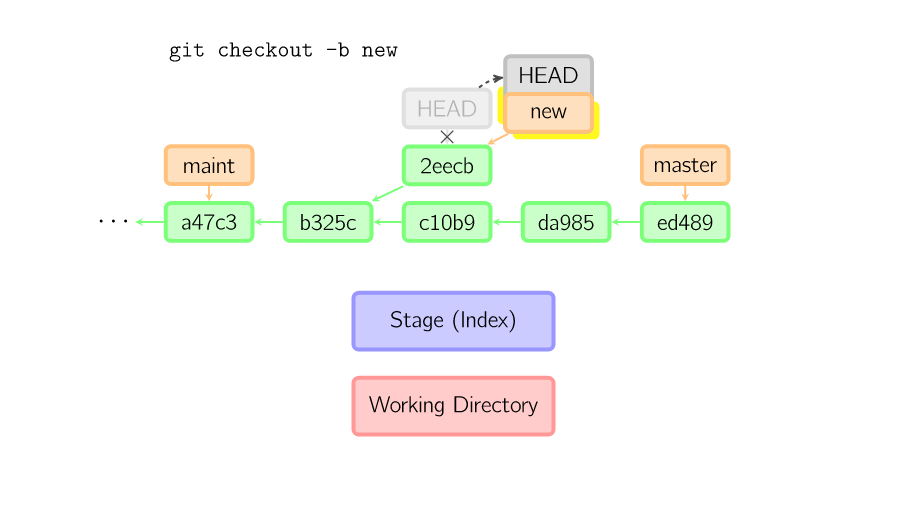 git checkout -b new
HEAD
HEAD
new
maint
2eecb
master
...
a47c3
b325c
c10b9
da985
ed489
Stage (Index)
Working Directory